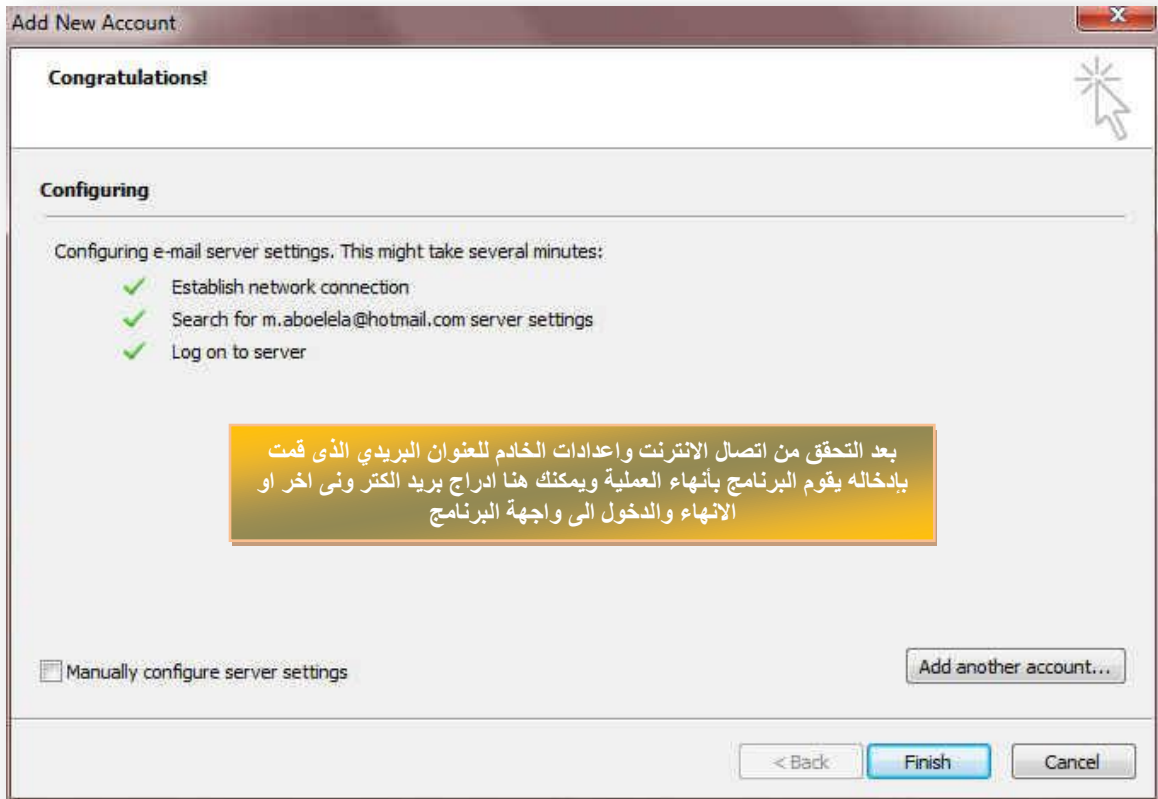 Add New Account
X
Congratulations!
Configuring
Configuring e-mail server settings. This might take several minutes:
Establish network connection
Search for m.aboelela@hotmail.com server settings
Log on to server
بعد التحقق من اتصال الانترنت واعدادات الخادم للعنوان البريدي الذى قمت
بإدخاله يقوم البرنامج بأنهاء العملية ويمكنك هنا ادراج بريد الكتر ونى اخر او
الانهاء والدخول الى واجهة البرنامج
Manually configure server settings
Add another account...
< Back
Finish
Cancel